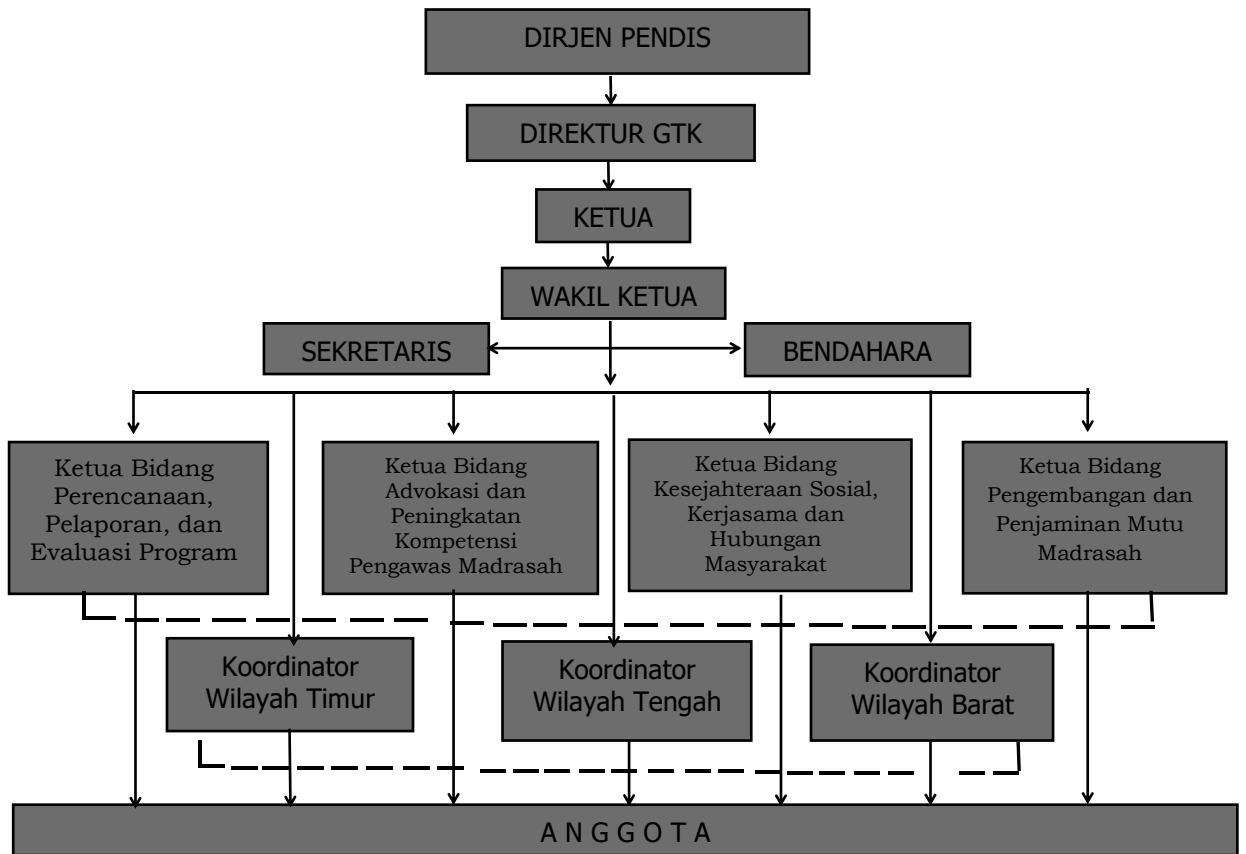 DIRJEN PENDIS
DIREKTUR GTK
KETUA
WAKIL KETUA
SEKRETARIS
BENDAHARA
Ketua Bidang
Perencanaan,
Pelaporan, dan
Evaluasi Program
Ketua Bidang
Advokasi dan
Peningkatan
Kompetensi
Pengawas Madrasah
Ketua Bidang
Kesejahteraan Sosial,
Kerjasama dan
Hubungan
Masyarakat
Ketua Bidang
Pengembangan dan
Penjaminan Mutu
Madrasah
Koordinator
Wilayah Timur
Koordinator
Wilayah Tengah
Koordinator
Wilayah Barat
A N G G O T A